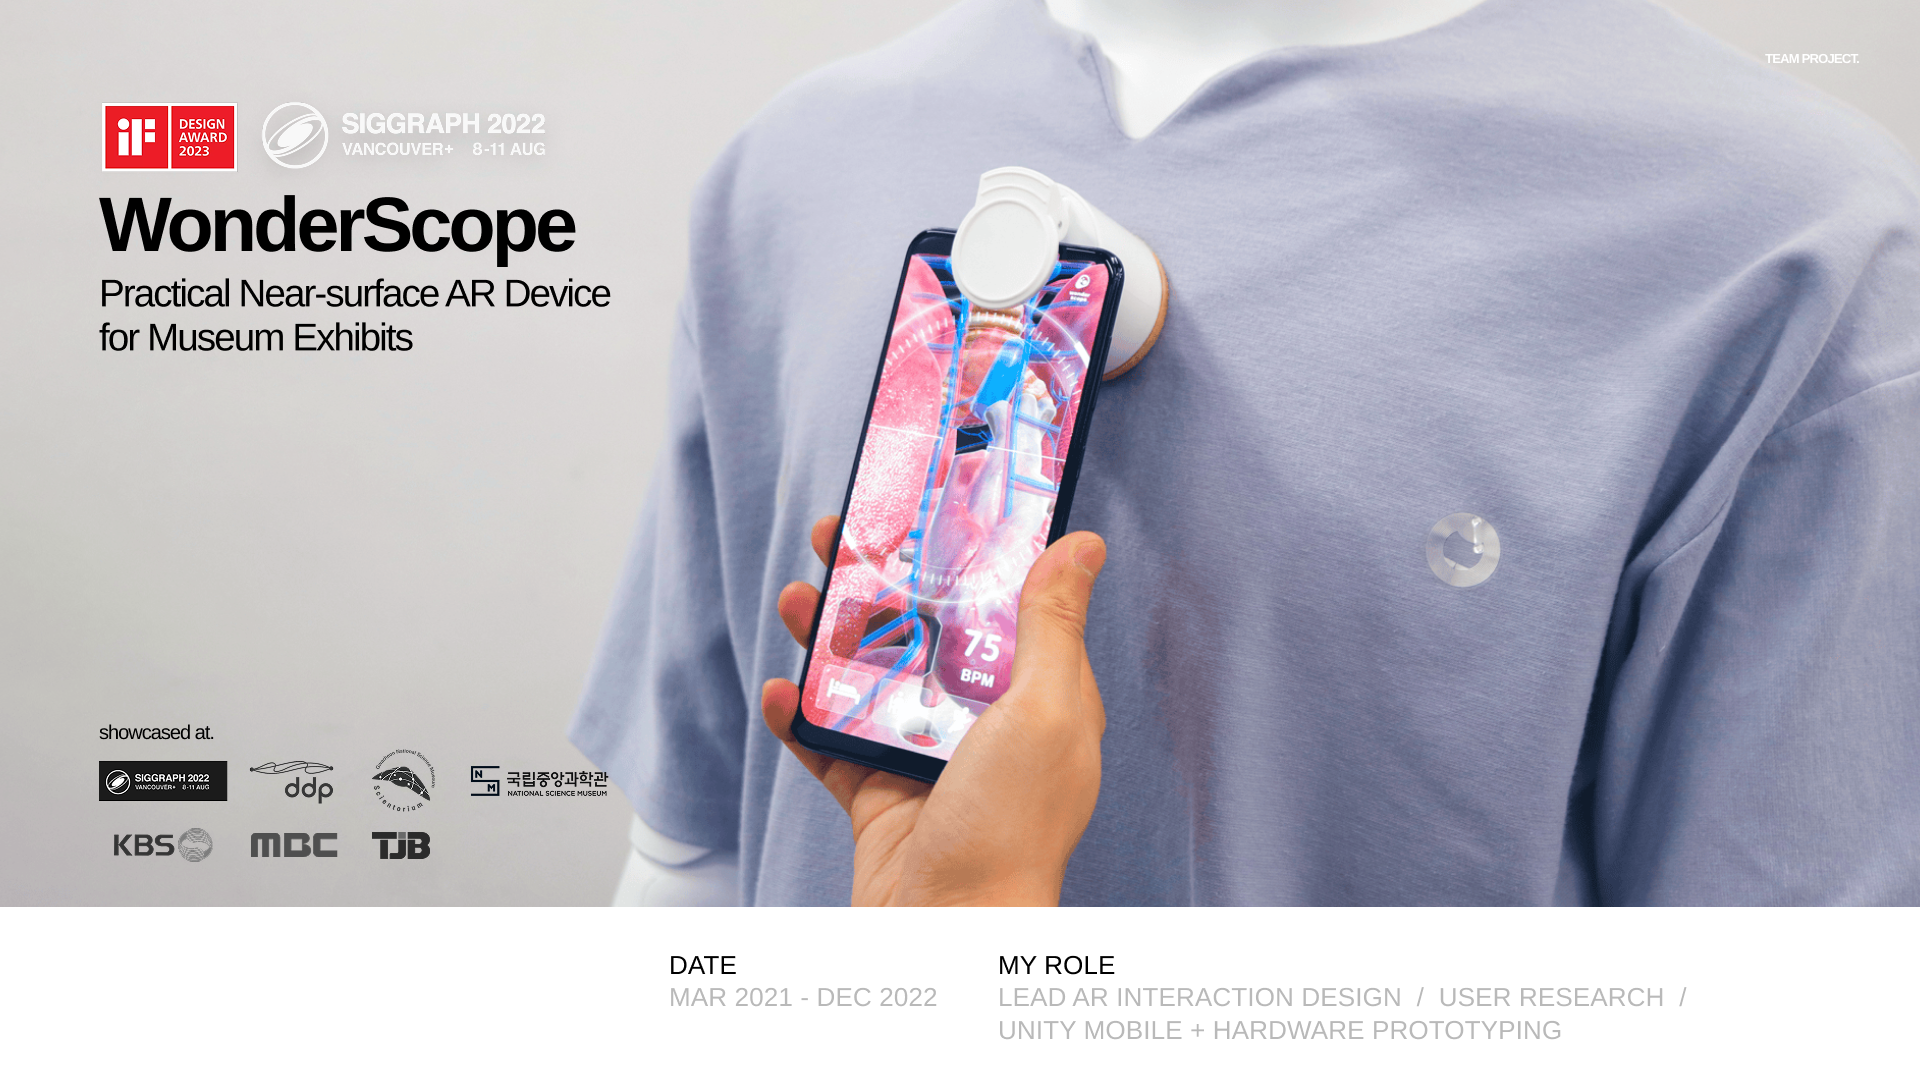 TEAM PROJECT.
iF
DESIGN
AWARD
2023
SIGGRAPH 2022
VANCOUVER+ 8-11 AUG
WonderScope
Practical Near-surface AR Device
for Museum Exhibits
75
BPM
showcased at.
SIGGRAPH 2022
VANCOUVER+ 8-11 AUG
ddp
Scientorium
NSM
국립중앙과학관
NATIONAL SCIENCE MUSEUM
KBS
MBC
TJB
DATE
MAR 2021 - DEC 2022
MY ROLE
LEAD AR INTERACTION DESIGN / USER RESEARCH /
UNITY MOBILE + HARDWARE PROTOTYPING